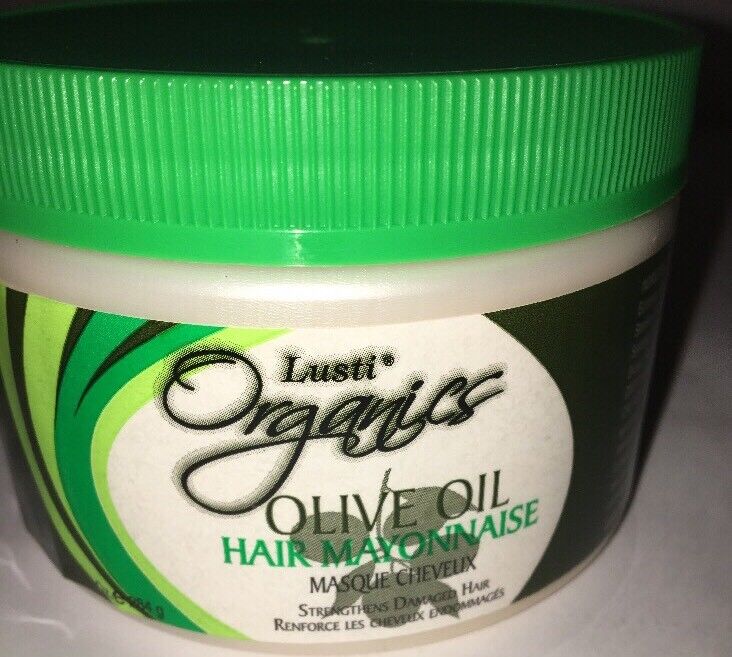 Lusti®
Organics
OLIVE OIL
HAIR MAYONNAISE
MASQUE CHEVEUX
STRENGTHENS DAMAGED HAIR
RENFORCE LES CHEVEUX ENDOMMAGÉS